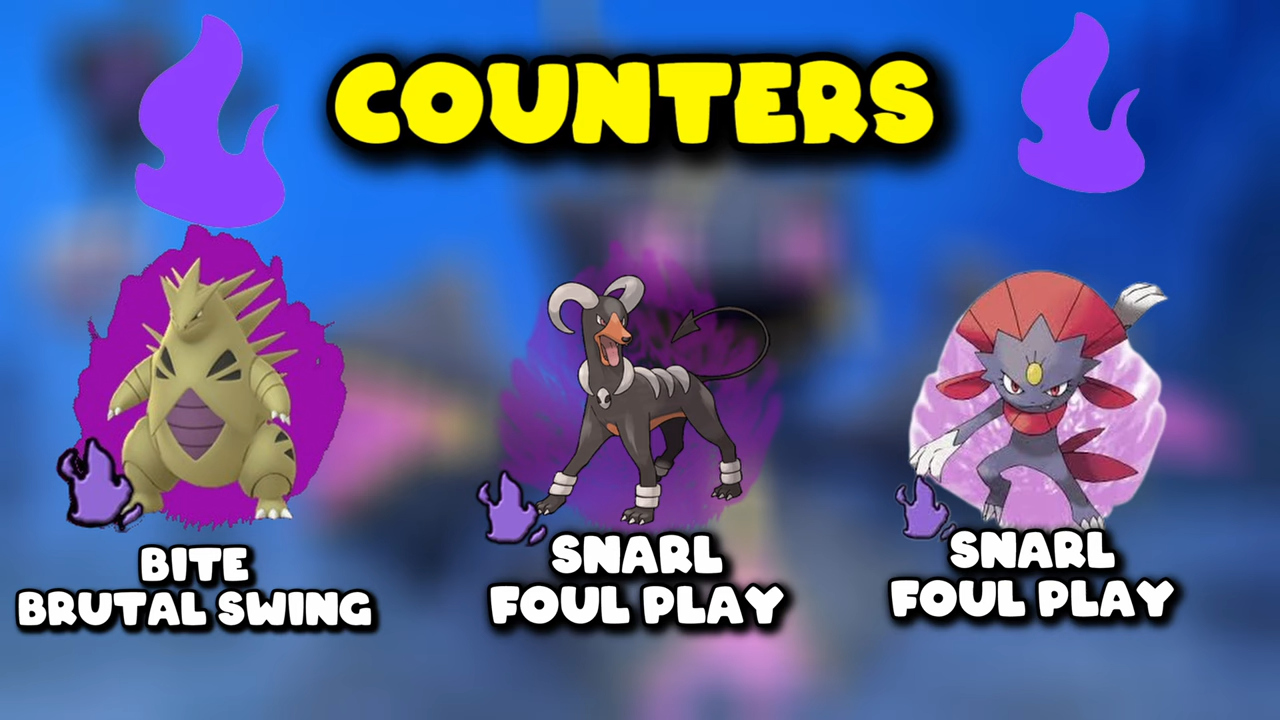 COUNTERS
BITE
BRUTAL SWING
SNARL
FOUL PLAY
SNARL
FOUL PLAY